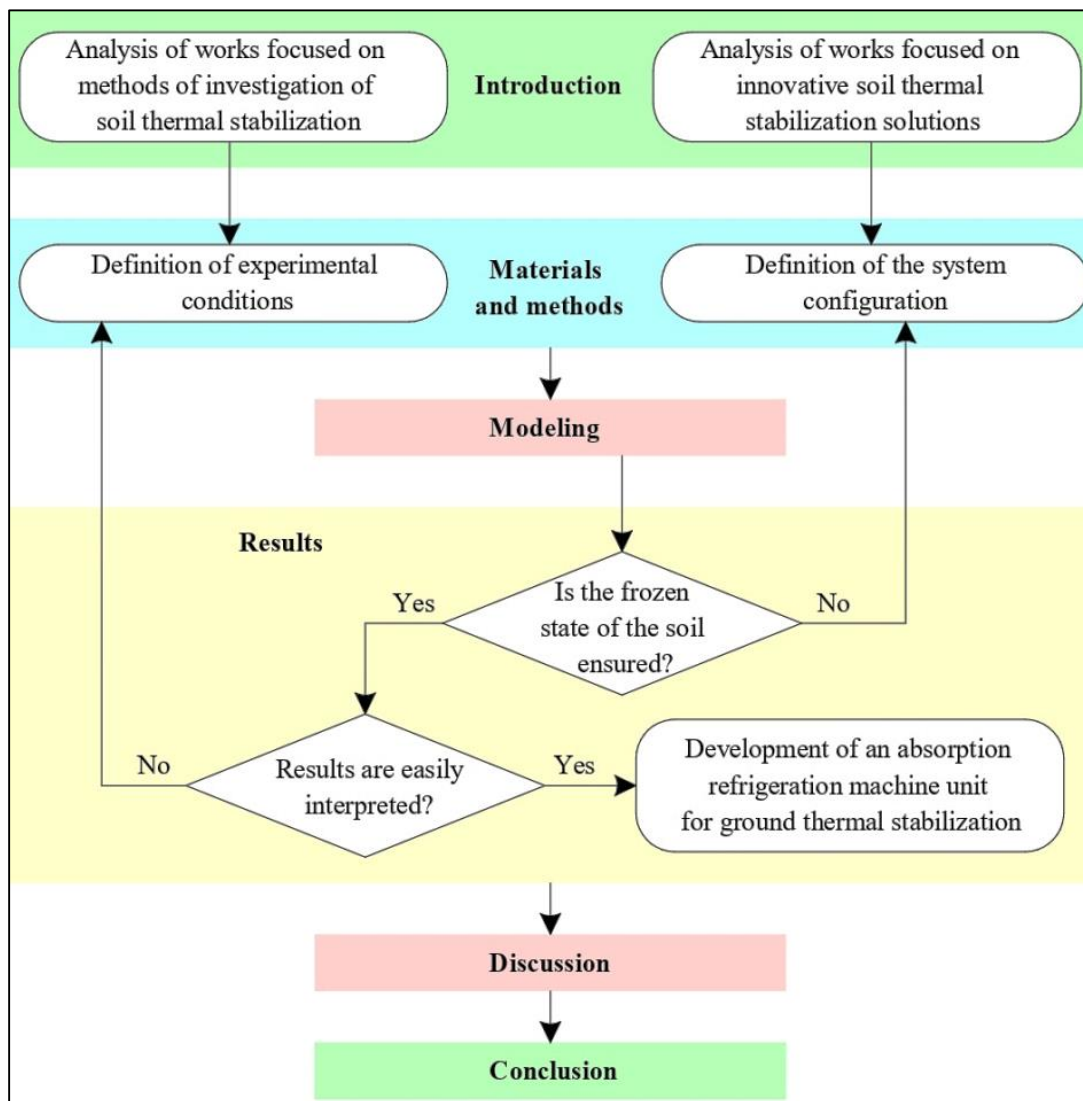 Analysis of works focused on
methods of investigation of
soil thermal stabilization
Introduction
Analysis of works focused on
innovative soil thermal
stabilization solutions
Definition of experimental
conditions
Materials
and methods
Definition of the system
configuration
Modeling
Results
Is the frozen
state of the soil
ensured?
Yes
No
Results are easily
interpreted?
No
Yes
Development of an absorption
refrigeration machine unit
for ground thermal stabilization
Discussion
Conclusion